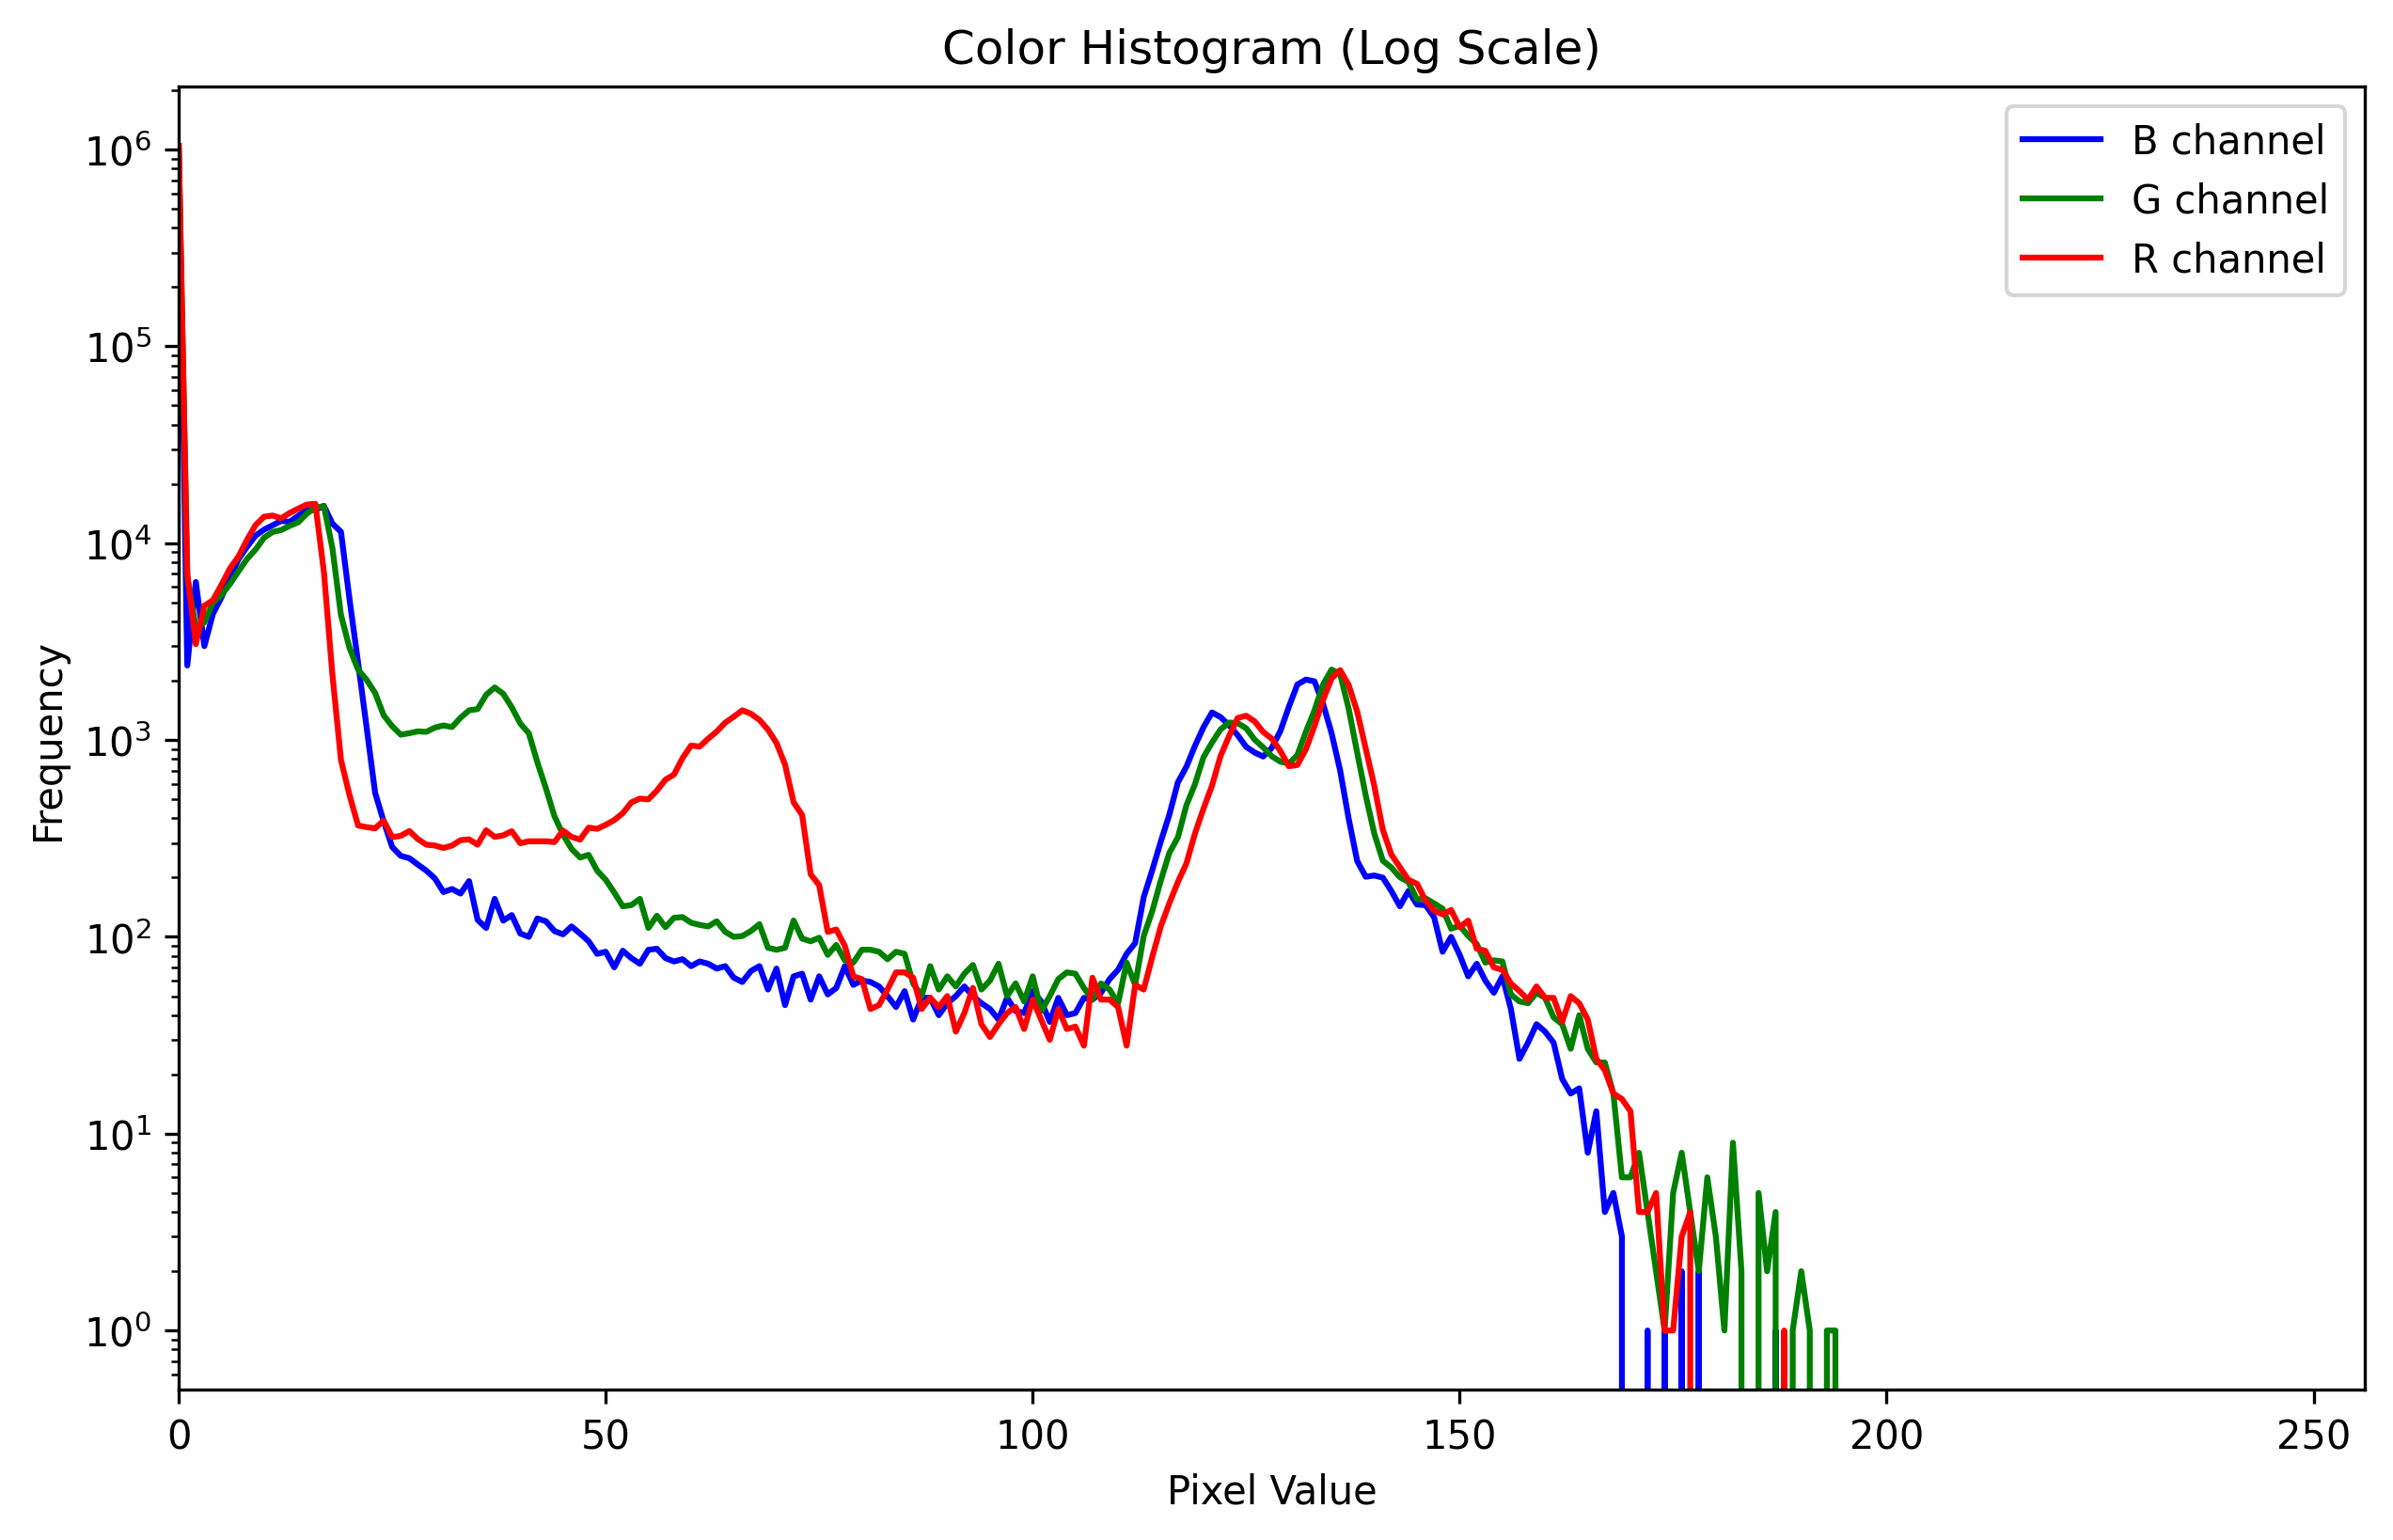 Color Histogram (Log Scale)
B channel
G channel
R channel
Frequency
10⁶
10⁵
10⁴
10³
10²
10¹
10⁰
0 50 100 150 200 250
Pixel Value